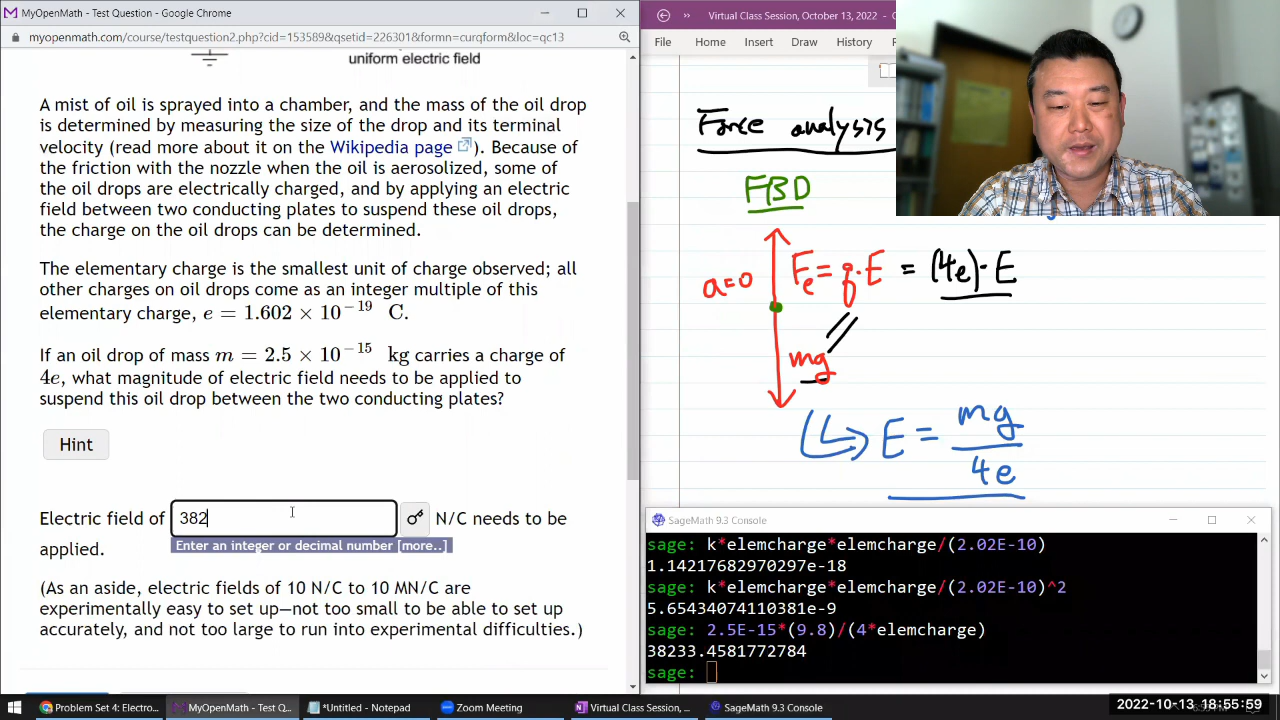 MyOpenMath - Test Question - Google Chrome
myopenmath.com/course/testquestion2.php?cid=153589&qsetid=226301&formn=curqform&loc=qc13
uniform electric field
A mist of oil is sprayed into a chamber, and the mass of the oil drop
is determined by measuring the size of the drop and its terminal
velocity (read more about it on the Wikipedia page). Because of
the friction with the nozzle when the oil is aerosolized, some of
the oil drops are electrically charged, and by applying an electric
field between two conducting plates to suspend these oil drops,
the charge on the oil drops can be determined.
The elementary charge is the smallest unit of charge observed; all
other charges on oil drops come as an integer multiple of this
elementary charge, e = 1.602 × 10⁻¹⁹ C.
If an oil drop of mass m = 2.5 × 10⁻¹⁵ kg carries a charge of
4e, what magnitude of electric field needs to be applied to
suspend this oil drop between the two conducting plates?
Hint
Electric field of 382 N/C needs to be
applied.
Enter an integer or decimal number [more..]
(As an aside, electric fields of 10 N/C to 10 MN/C are
experimentally easy to set up—not too small to be able to set up
accurately, and not too large to run into experimental difficulties.)
Virtual Class Session, October 13, 2022
File Home Insert Draw History
Force analysis
FBD
a=0
Fe = q·E = (4e)·E
mg
E = mg/4e
SageMath 9.3 Console
sage: k*elemcharge*elemcharge/(2.02E-10)
1.14217682970297e-18
sage: k*elemcharge*elemcharge/(2.02E-10)^2
5.65434074110381e-9
sage: 2.5E-15*(9.8)/(4*elemcharge)
38233.4581772784
sage:
Problem Set 4: Electro...
MyOpenMath - Test Q...
*Untitled - Notepad
Zoom Meeting
Virtual Class Session, ...
SageMath 9.3 Console
2022-10-13 18:55:59